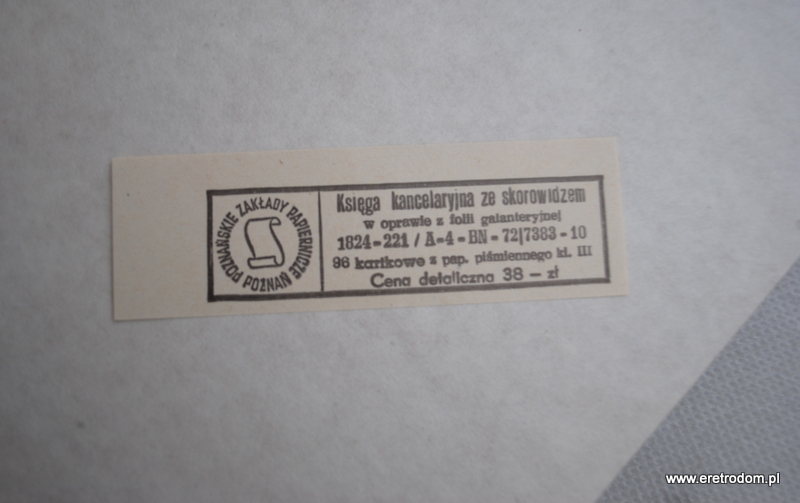 POZNAŃSKIE ZAKŁADY PAPIERNICZE POZNAŃ
Księga kancelaryjna ze skorowidzem
w oprawie z folii galanteryjnej
1824-221 / A-4-BN-72/7383-10
96 kartkowe z pap. piśmiennego kl. III
Cena detaliczna 38 — zł
www.eretrodom.pl